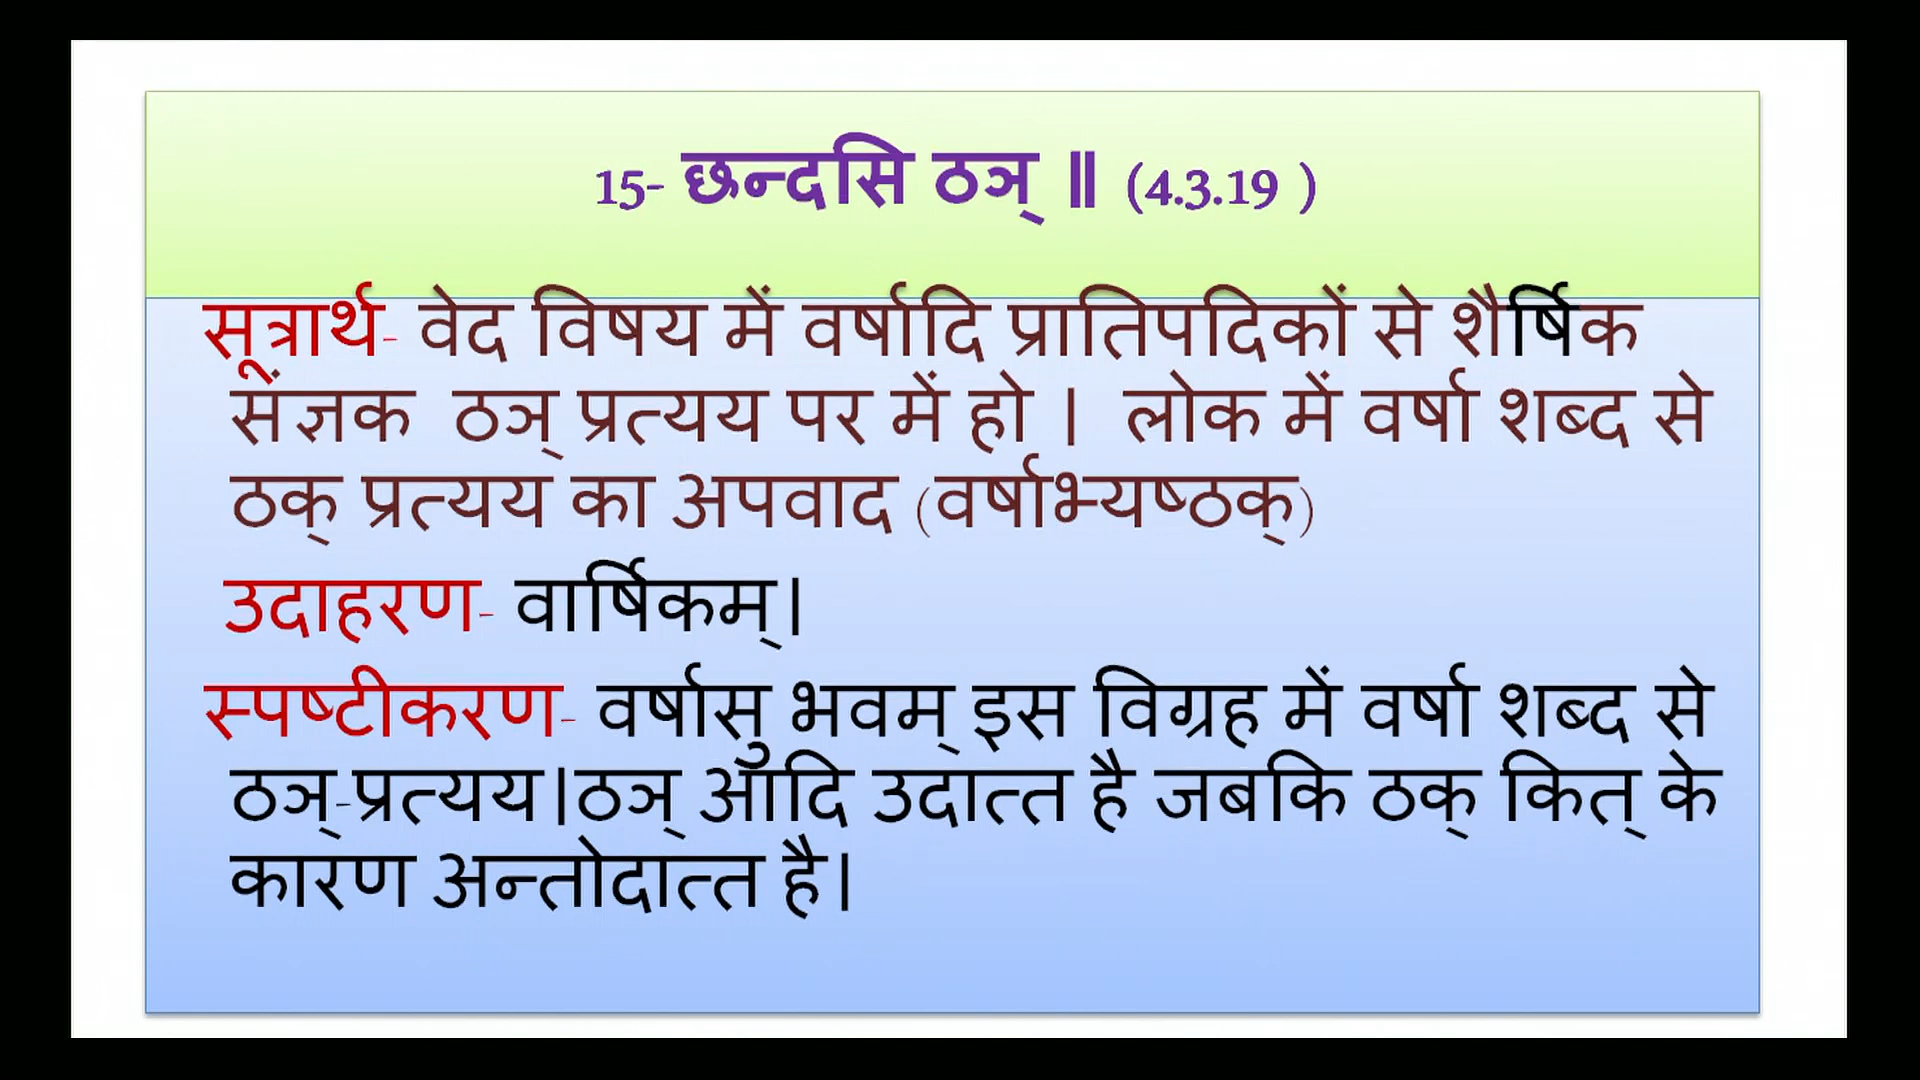 15- छन्दसि ठञ् ॥ (4.3.19 )
सूत्रार्थ- वेद विषय में वर्षादि प्रातिपदिकों से शैर्षिक
संज्ञक ठञ् प्रत्यय पर में हो । लोक में वर्षा शब्द से
ठक् प्रत्यय का अपवाद (वर्षाभ्यष्ठक्)
उदाहरण- वार्षिकम्।
स्पष्टीकरण- वर्षासु भवम् इस विग्रह में वर्षा शब्द से
ठञ्-प्रत्यय।ठञ् आदि उदात्त है जबकि ठक् कित् के
कारण अन्तोदात्त है।